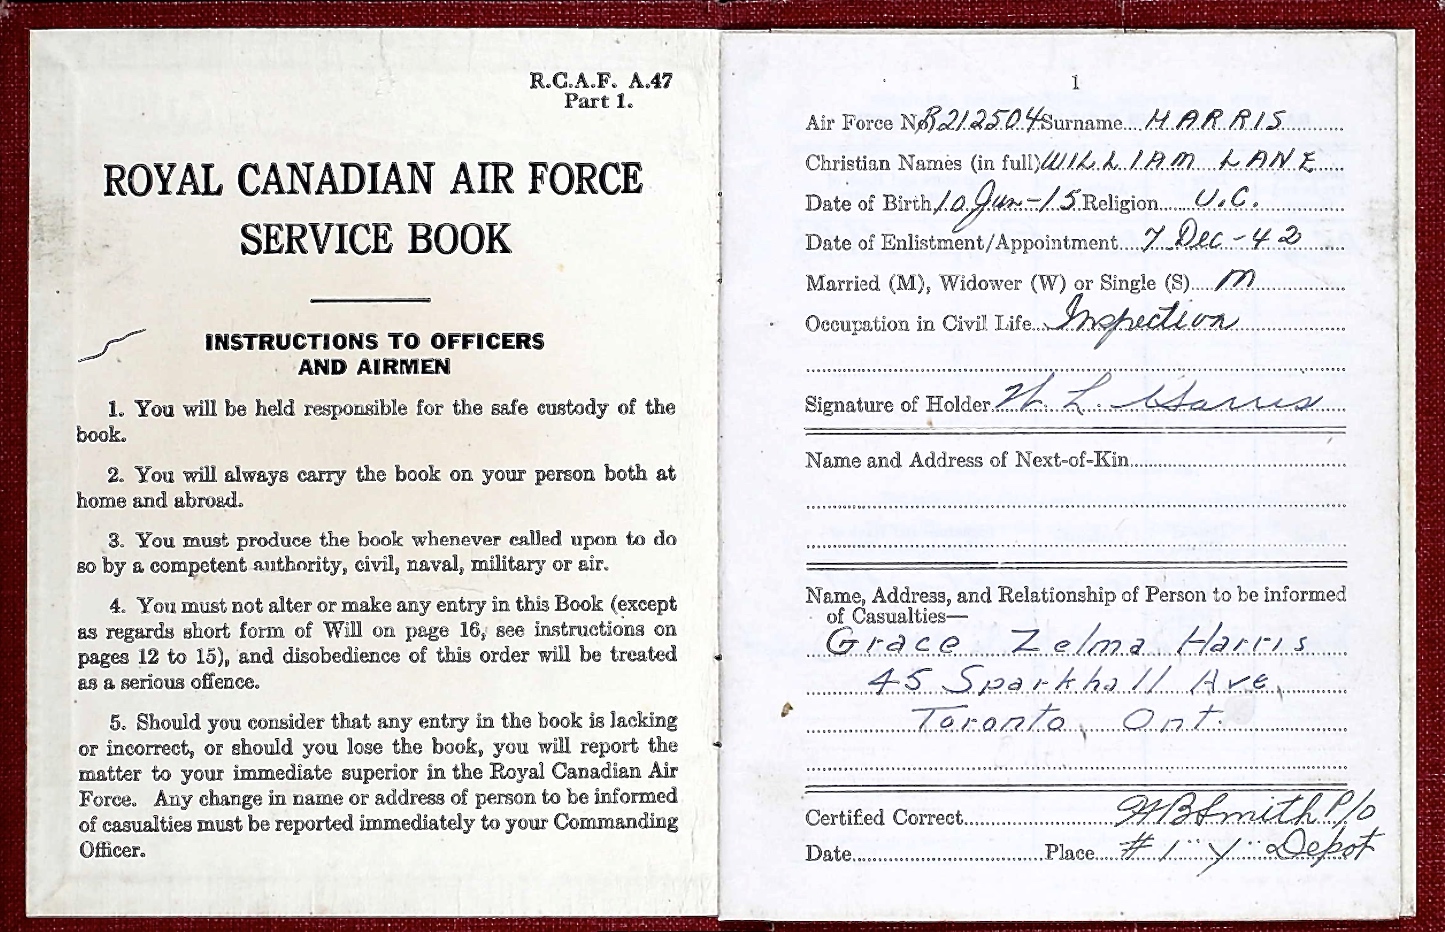 R.C.A.F. A.47
Part 1.
ROYAL CANADIAN AIR FORCE
SERVICE BOOK
INSTRUCTIONS TO OFFICERS
AND AIRMEN
1. You will be held responsible for the safe custody of the
book.
2. You will always carry the book on your person both at
home and abroad.
3. You must produce the book whenever called upon to do
so by a competent authority, civil, naval, military or air.
4. You must not alter or make any entry in this Book (except
as regards short form of Will on page 16, see instructions on
pages 12 to 15), and disobedience of this order will be treated
as a serious offence.
5. Should you consider that any entry in the book is lacking
or incorrect, or should you lose the book, you will report the
matter to your immediate superior in the Royal Canadian Air
Force. Any change in name or address of person to be informed
of casualties must be reported immediately to your Commanding
Officer.
1
Air Force No R212504 Surname HARRIS
Christian Names (in full) WILLIAM LANE
Date of Birth 10 Jun-15 Religion U.C.
Date of Enlistment/Appointment 7 Dec-42
Married (M), Widower (W) or Single (S) M
Occupation in Civil Life Inspection
Signature of Holder W L Harris
Name and Address of Next-of-Kin
Name, Address, and Relationship of Person to be informed
of Casualties—
Grace Zelma Harris
45 Sparkhall Ave,
Toronto, Ont.
Certified Correct Smith P/O
Date Place #1 "Y" Depot